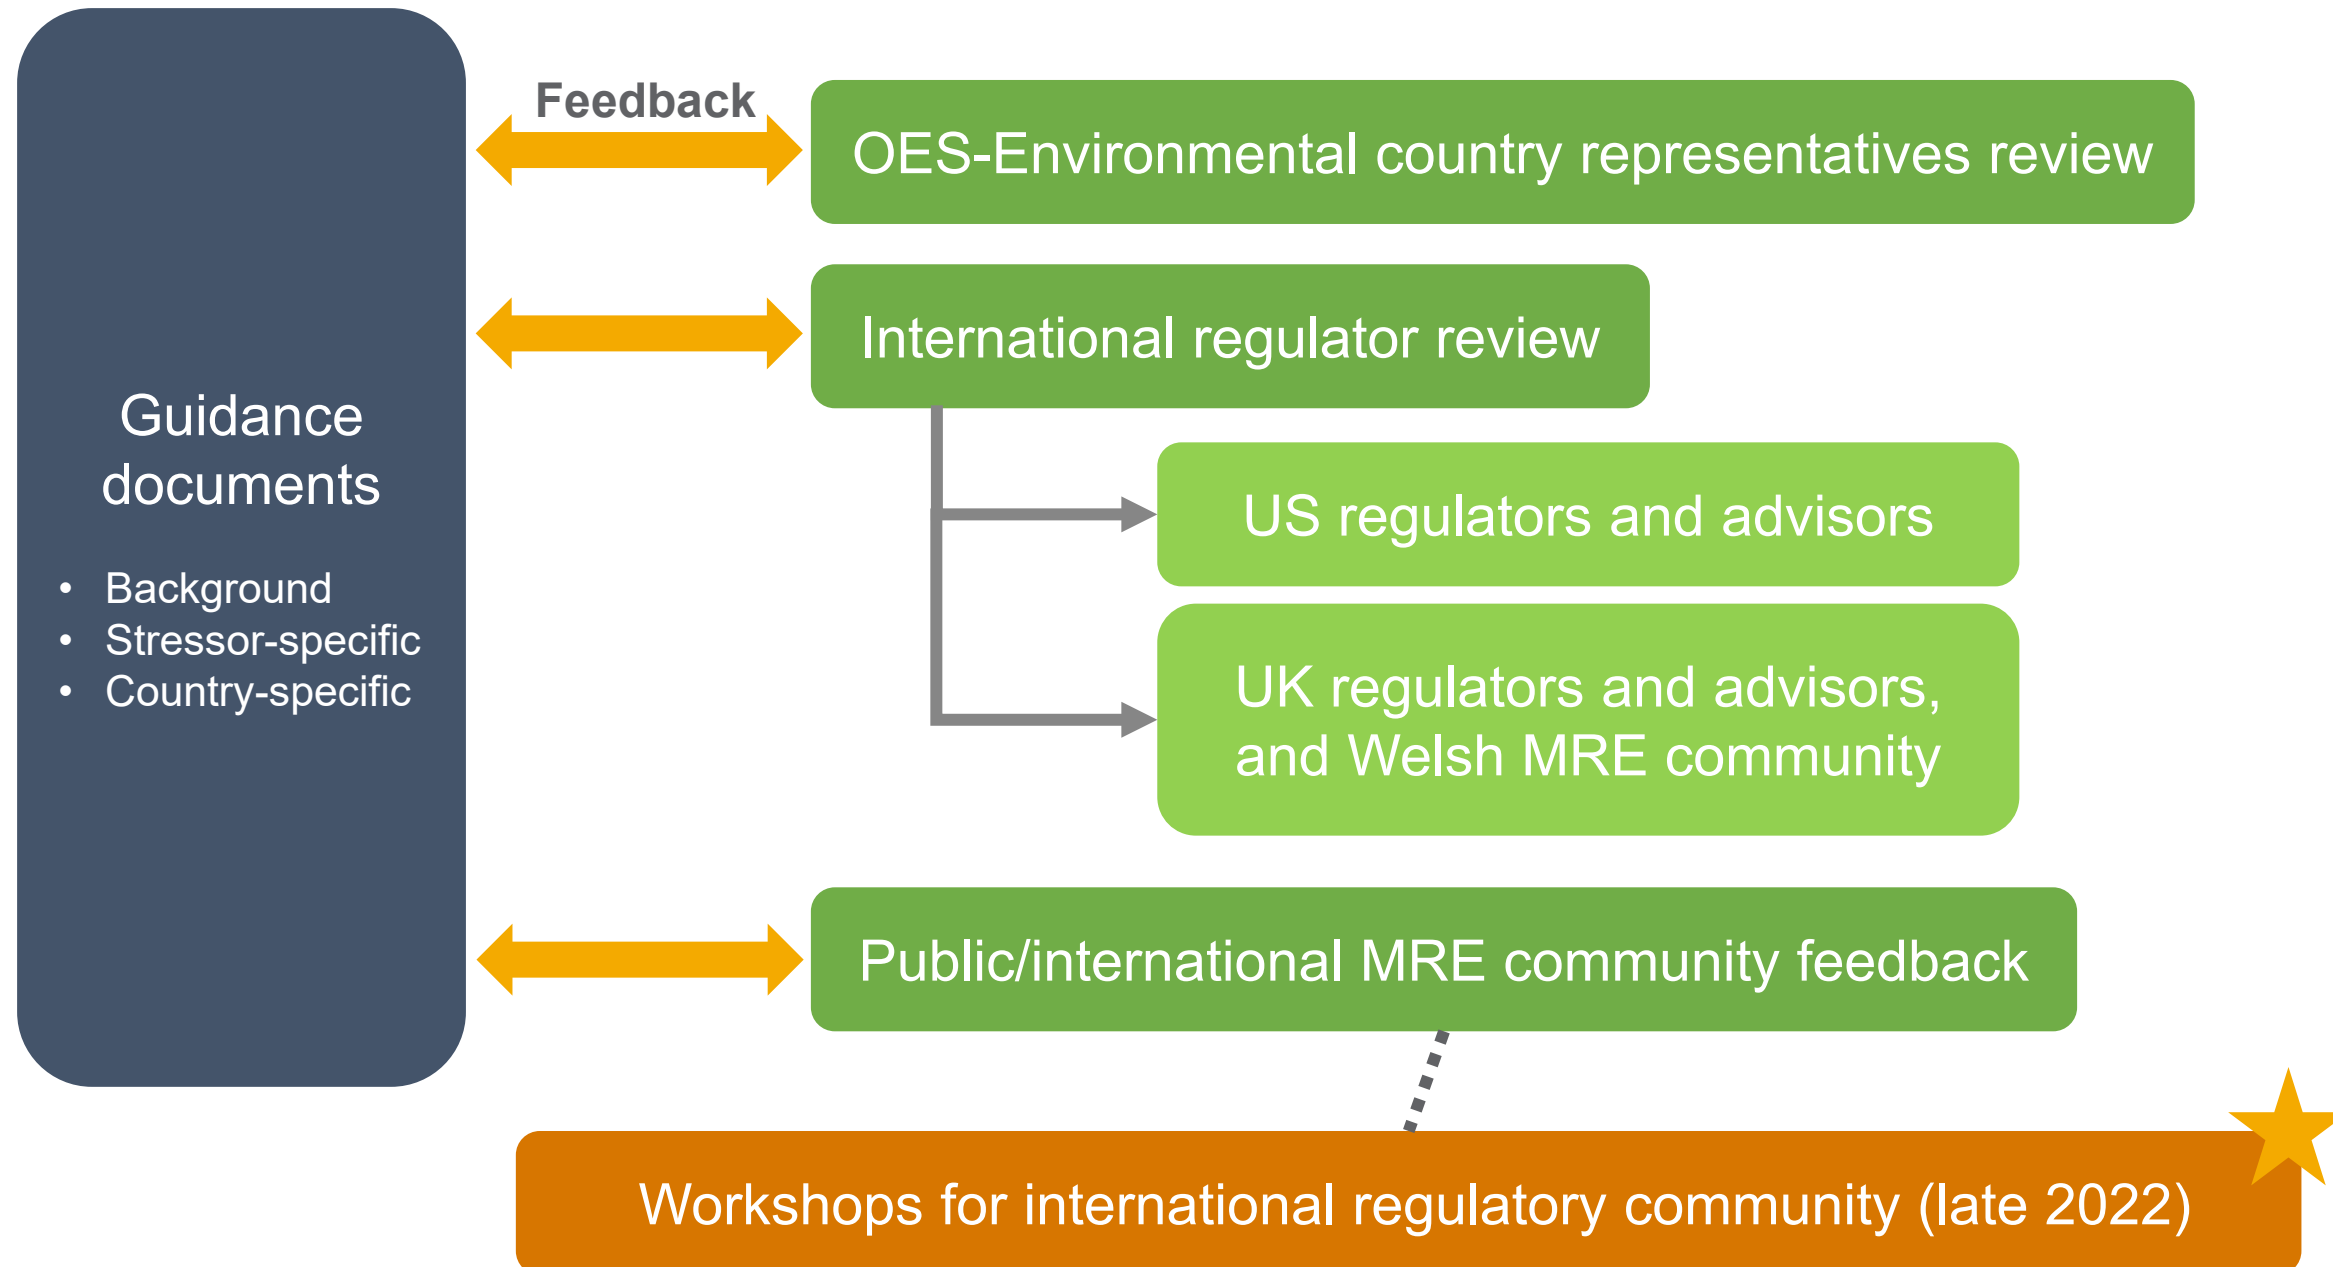 Feedback
OES-Environmental country representatives review
International regulator review
Guidance
documents
• Background
• Stressor-specific
• Country-specific
US regulators and advisors
UK regulators and advisors,
and Welsh MRE community
Public/international MRE community feedback
Workshops for international regulatory community (late 2022)